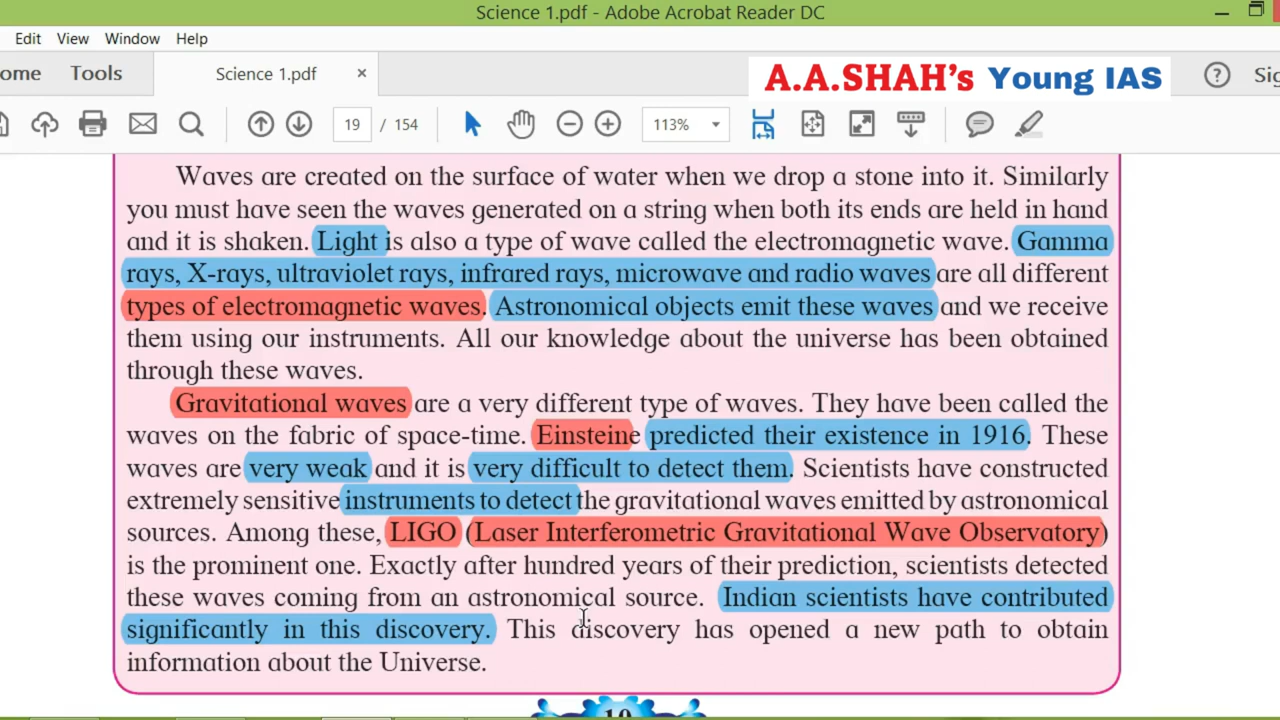 Science 1.pdf - Adobe Acrobat Reader DC
Edit View Window Help
ome Tools Science 1.pdf ×
A.A.SHAH's Young IAS
? Sig
19 / 154 113%
Waves are created on the surface of water when we drop a stone into it. Similarly
you must have seen the waves generated on a string when both its ends are held in hand
and it is shaken. Light is also a type of wave called the electromagnetic wave. Gamma
rays, X-rays, ultraviolet rays, infrared rays, microwave and radio waves are all different
types of electromagnetic waves. Astronomical objects emit these waves and we receive
them using our instruments. All our knowledge about the universe has been obtained
through these waves.
Gravitational waves are a very different type of waves. They have been called the
waves on the fabric of space-time. Einsteine predicted their existence in 1916. These
waves are very weak and it is very difficult to detect them. Scientists have constructed
extremely sensitive instruments to detect the gravitational waves emitted by astronomical
sources. Among these, LIGO (Laser Interferometric Gravitational Wave Observatory)
is the prominent one. Exactly after hundred years of their prediction, scientists detected
these waves coming from an astronomical source. Indian scientists have contributed
significantly in this discovery. This discovery has opened a new path to obtain
information about the Universe.
10